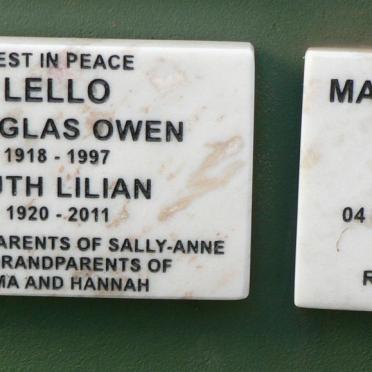 EST IN PEACE
LELLO
GLAS OWEN
1918 - 1997
UTH LILIAN
1920 - 2011
ARENTS OF SALLY-ANNE
RANDPARENTS OF
MA AND HANNAH
MA
04
R